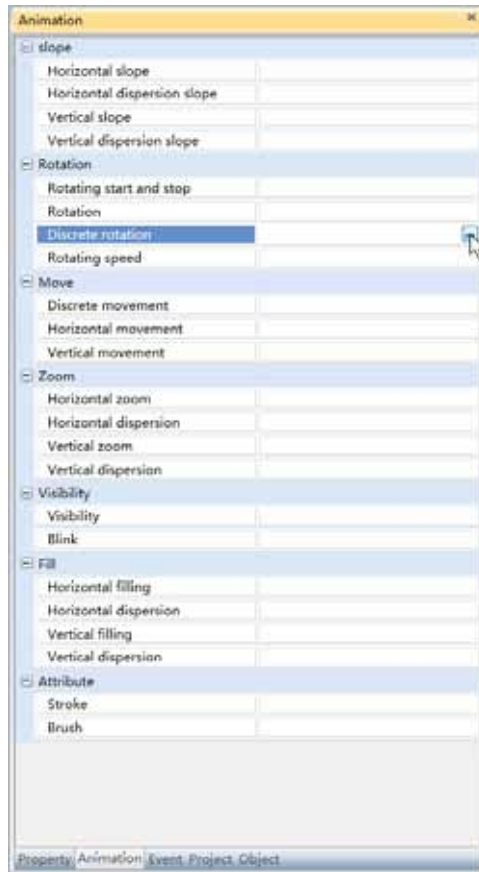 Animation
slope
Horizontal slope
Horizontal dispersion slope
Vertical slope
Vertical dispersion slope
Rotation
Rotating start and stop
Rotation
Discrete rotation
Rotating speed
Move
Discrete movement
Horizontal movement
Vertical movement
Zoom
Horizontal zoom
Horizontal dispersion
Vertical zoom
Vertical dispersion
Visibility
Visibility
Blink
Fill
Horizontal filling
Horizontal dispersion
Vertical filling
Vertical dispersion
Attribute
Stroke
Brush
Property Animation Event Project Object